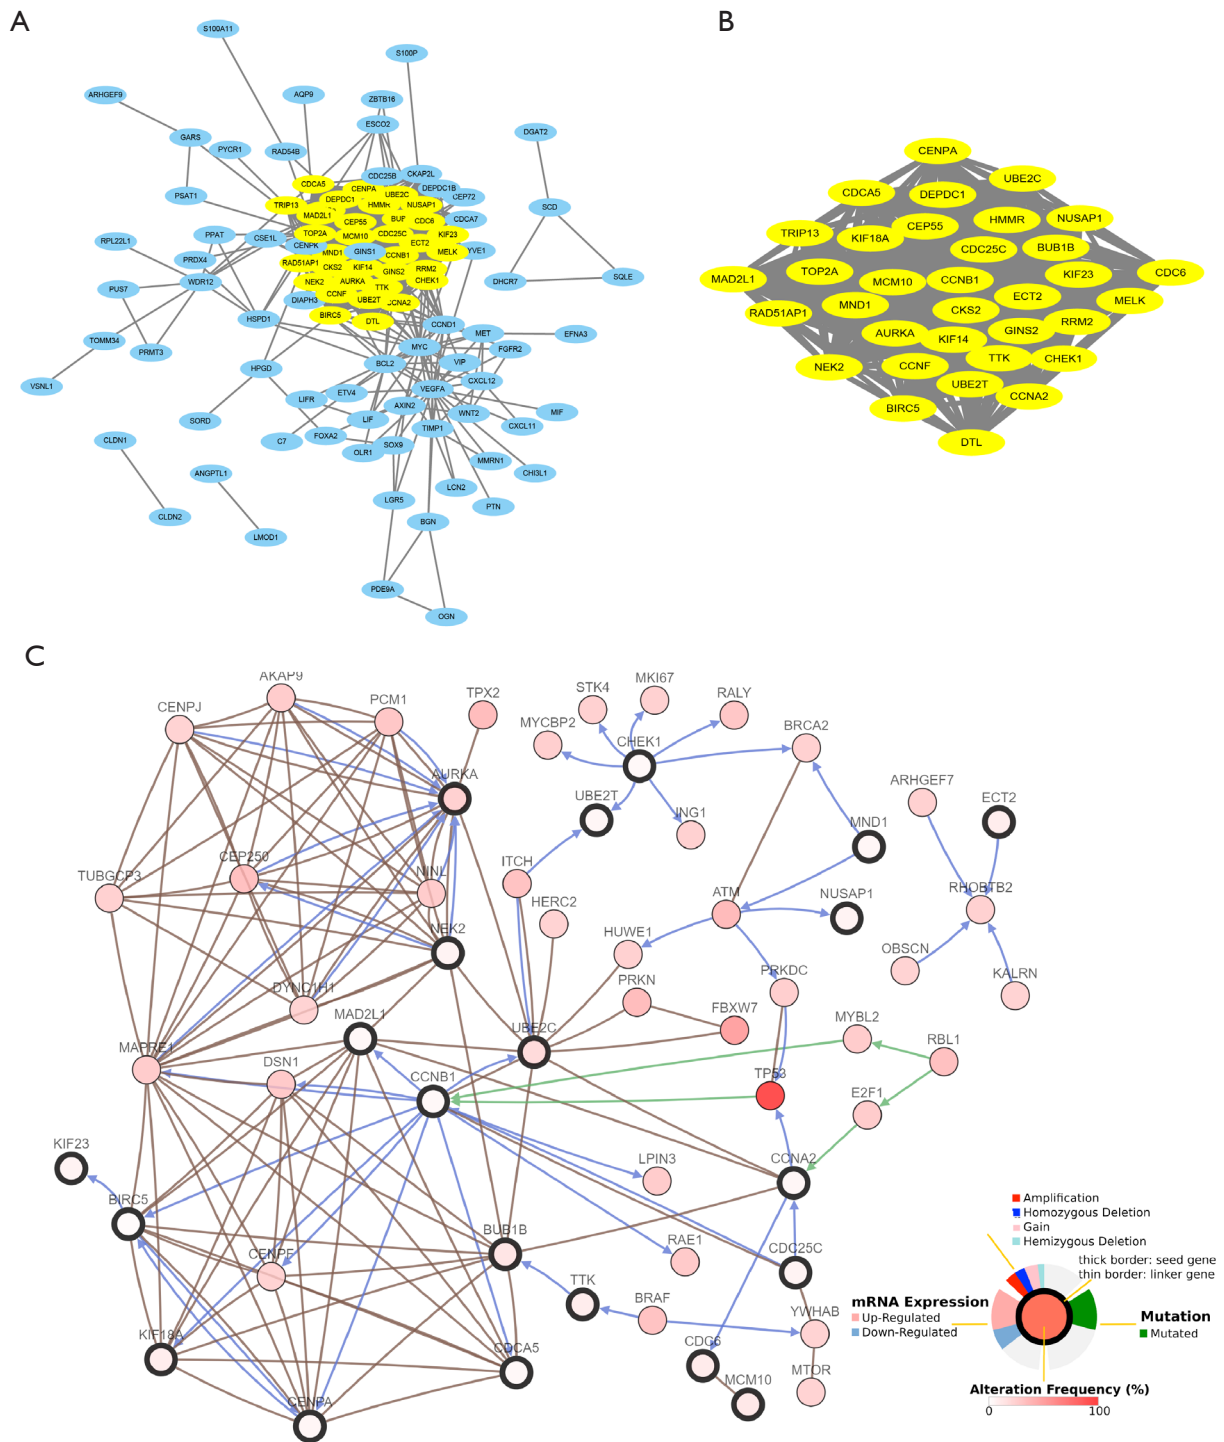 A
S100A11
S100P
ARHGEF9
AQP9
ZBTB16
ESCO2
DGAT2
GARS
PYCR1
RAD54B
CDC25B
CKAP2L
DEPDC1B
CEP72
PSAT1
CDCA5
CENPA
UBE2C
DEPDC1
HMMR
NUSAP1
TRIP13
MAD2L1
CEP55
BUB
CDC6
CDCA7
SCD
RPL22L1
PPAT
CSE1L
TOP2A
MCM10
CDC25C
KIF23
CENPK
MND1
GINS1
ECT2
CCNB1
MELK
YVE1
PRDX4
RAD51AP1
CKS2
KIF14
GINS2
RRM2
CHEK1
WDR12
NEK2
AURKA
TTK
DHCR7
SQLE
PUS7
DIAPH3
CCNF
UBE2T
CCNA2
HSPD1
BIRC5
DTL
CCND1
MET
EFNA3
TOMM34
PRMT3
MYC
FGFR2
VSNL1
HPGD
BCL2
VIP
CXCL12
LIFR
ETV4
VEGFA
SORD
LIF
AXIN2
WNT2
MIF
CXCL11
CLDN1
C7
FOXA2
OLR1
SOX9
TIMP1
MMRN1
CHI3L1
ANGPTL1
LCN2
CLDN2
LGR5
PTN
LMOD1
BGN
PDE9A
OGN
B
CENPA
CDCA5
DEPDC1
UBE2C
TRIP13
KIF18A
CEP55
HMMR
NUSAP1
CDC25C
BUB1B
MAD2L1
TOP2A
MCM10
CCNB1
KIF23
CDC6
RAD51AP1
MND1
CKS2
ECT2
MELK
AURKA
KIF14
GINS2
RRM2
NEK2
CCNF
TTK
CHEK1
UBE2T
CCNA2
BIRC5
DTL
C
AKAP9
CENPJ
PCM1
TPX2
STK4
MKI67
RALY
MYCBP2
CHEK1
BRCA2
AURKA
UBE2T
ING1
ARHGEF7
ECT2
MND1
TUBGCP3
CEP250
NINL
ITCH
HERC2
ATM
NUSAP1
RHOBTB2
NEK2
HUWE1
OBSCN
KALRN
DYNC1H1
PRKN
PRKDC
MAD2L1
UBE2C
FBXW7
MYBL2
RBL1
MAPRE1
DSN1
CCNB1
TP53
E2F1
KIF23
LPIN3
CCNA2
BIRC5
CENPF
BUB1B
RAE1
CDC25C
TTK
BRAF
YWHAB
KIF18A
CDCA5
CDC6
MTOR
CENPA
MCM10
Amplification
Homozygous Deletion
Gain
Hemizygous Deletion
thick border: seed gene
thin border: linker gene
mRNA Expression
Up-Regulated
Down-Regulated
Mutation
Mutated
Alteration Frequency (%)
0
100